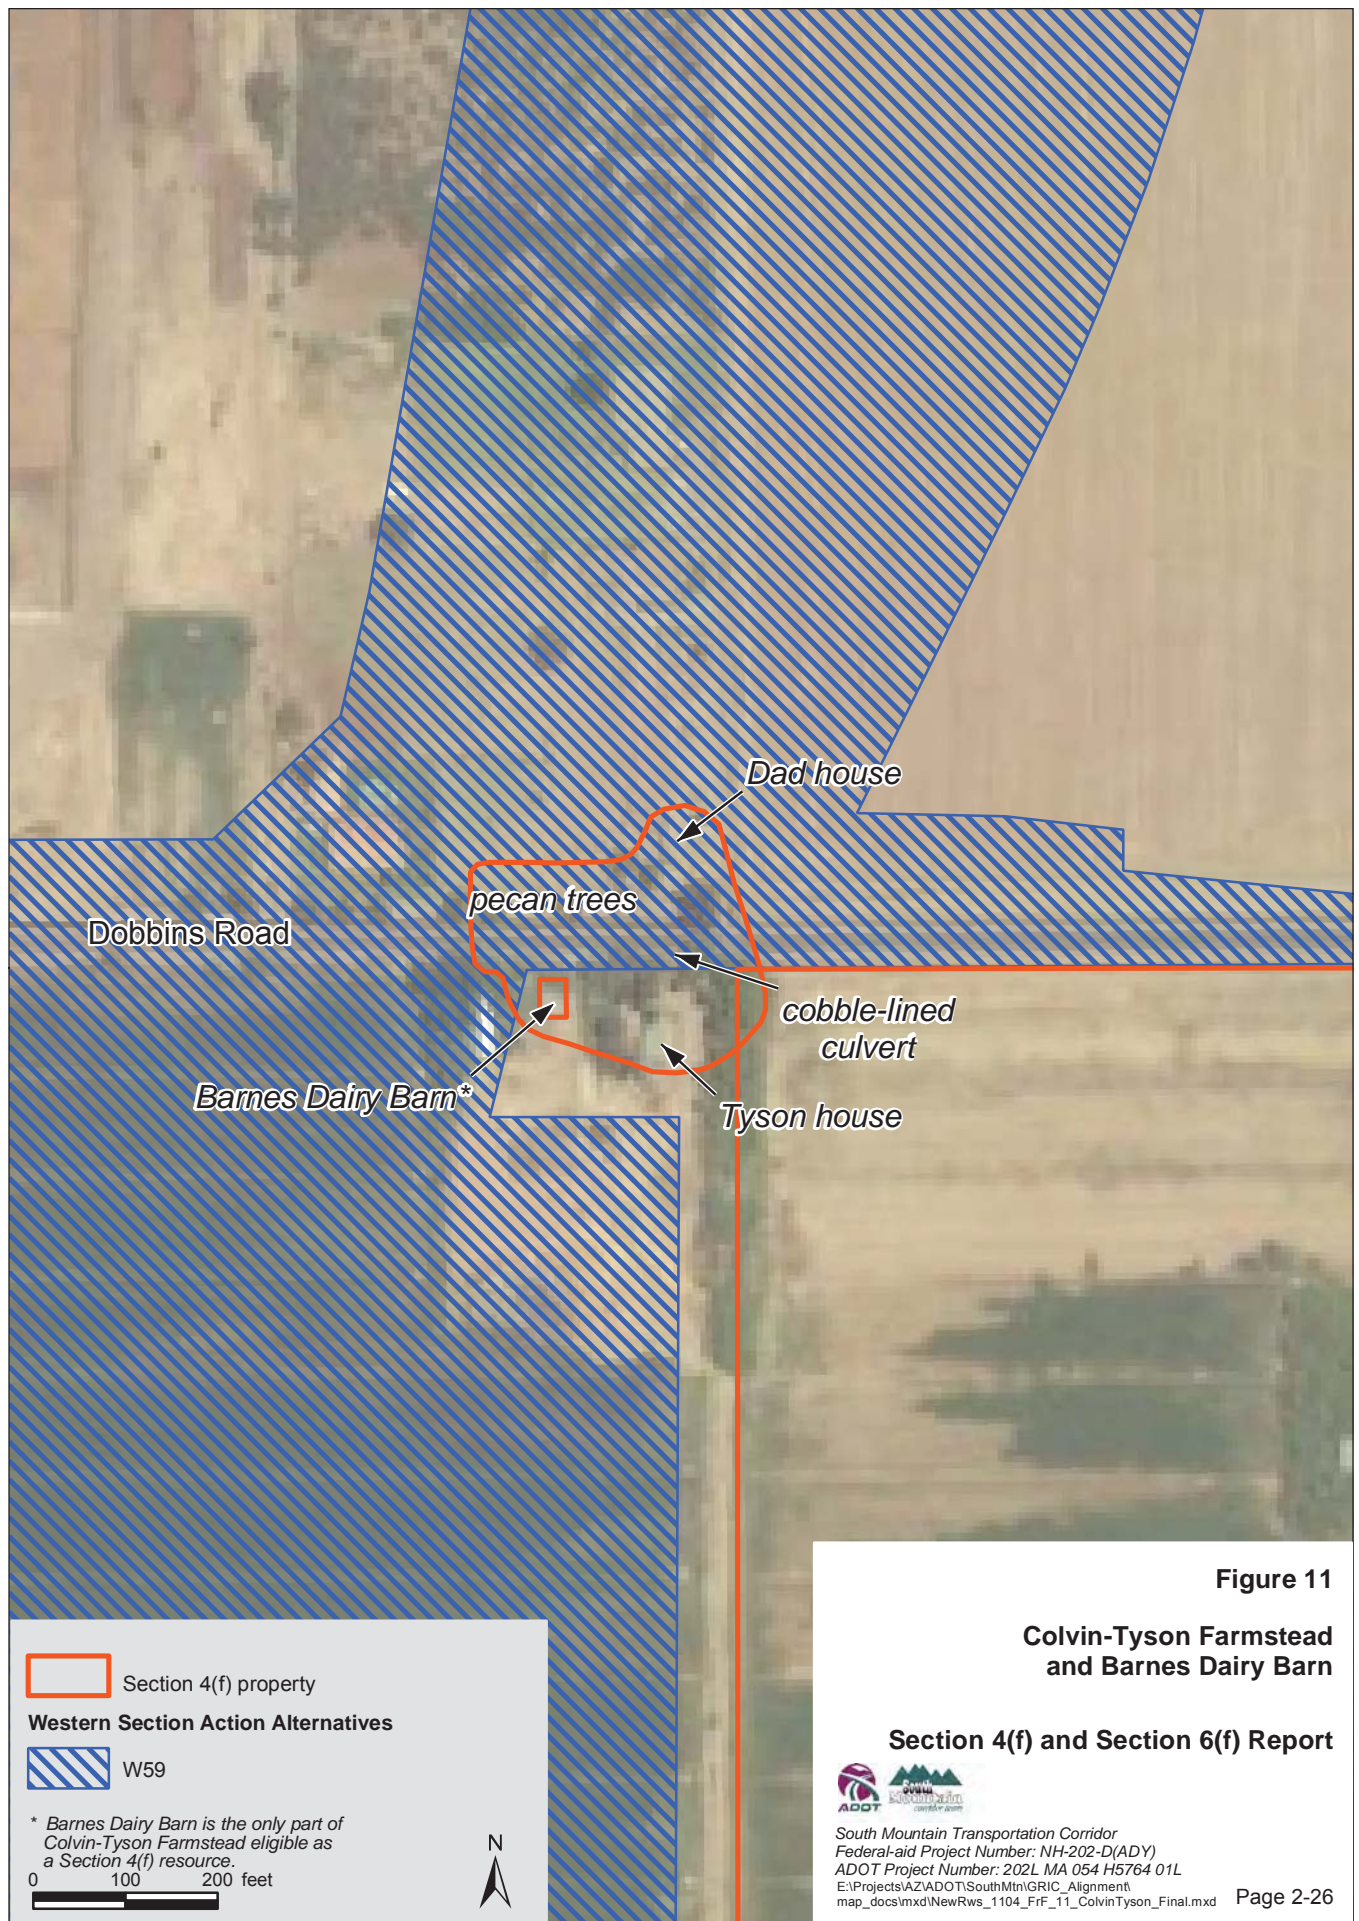 Dad house
pecan trees
Dobbins Road
cobble-lined
culvert
Barnes Dairy Barn*
Tyson house
Figure 11
Colvin-Tyson Farmstead
and Barnes Dairy Barn
Section 4(f) and Section 6(f) Report
ADOT
South
Mountain
corridor team
South Mountain Transportation Corridor
Federal-aid Project Number: NH-202-D(ADY)
ADOT Project Number: 202L MA 054 H5764 01L
E:\Projects\AZ\ADOT\SouthMtn\GRIC_Alignment\
map_docs\mxd\NewRws_1104_FrF_11_ColvinTyson_Final.mxd
Page 2-26
Section 4(f) property
Western Section Action Alternatives
W59
* Barnes Dairy Barn is the only part of
Colvin-Tyson Farmstead eligible as
a Section 4(f) resource.
0 100 200 feet
N